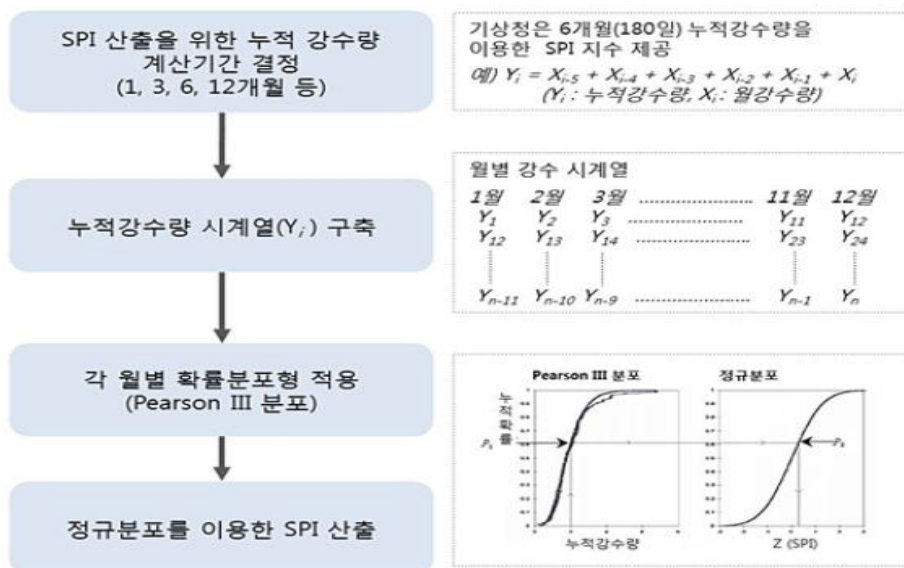 SPI 산출을 위한 누적 강수량
계산기간 결정
(1, 3, 6, 12개월 등)
기상청은 6개월(180일) 누적강수량을
이용한 SPI 지수 제공
예) Yi = Xi-5 + Xi-4 + Xi-3 + Xi-2 + Xi-1 + Xi
(Yi : 누적강수량, Xi : 월강수량)
누적강수량 시계열(Yi) 구축
월별 강수 시계열
1월 2월 3월 11월 12월
Y1 Y2 Y3 Y11 Y12
Y12 Y13 Y14 Y23 Y24
Yn-11 Yn-10 Yn-9 Yn-1 Yn
각 월별 확률분포형 적용
(Pearson III 분포)
정규분포를 이용한 SPI 산출
Pearson III 분포
정규분포
누적확률
누적강수량
Z (SPI)